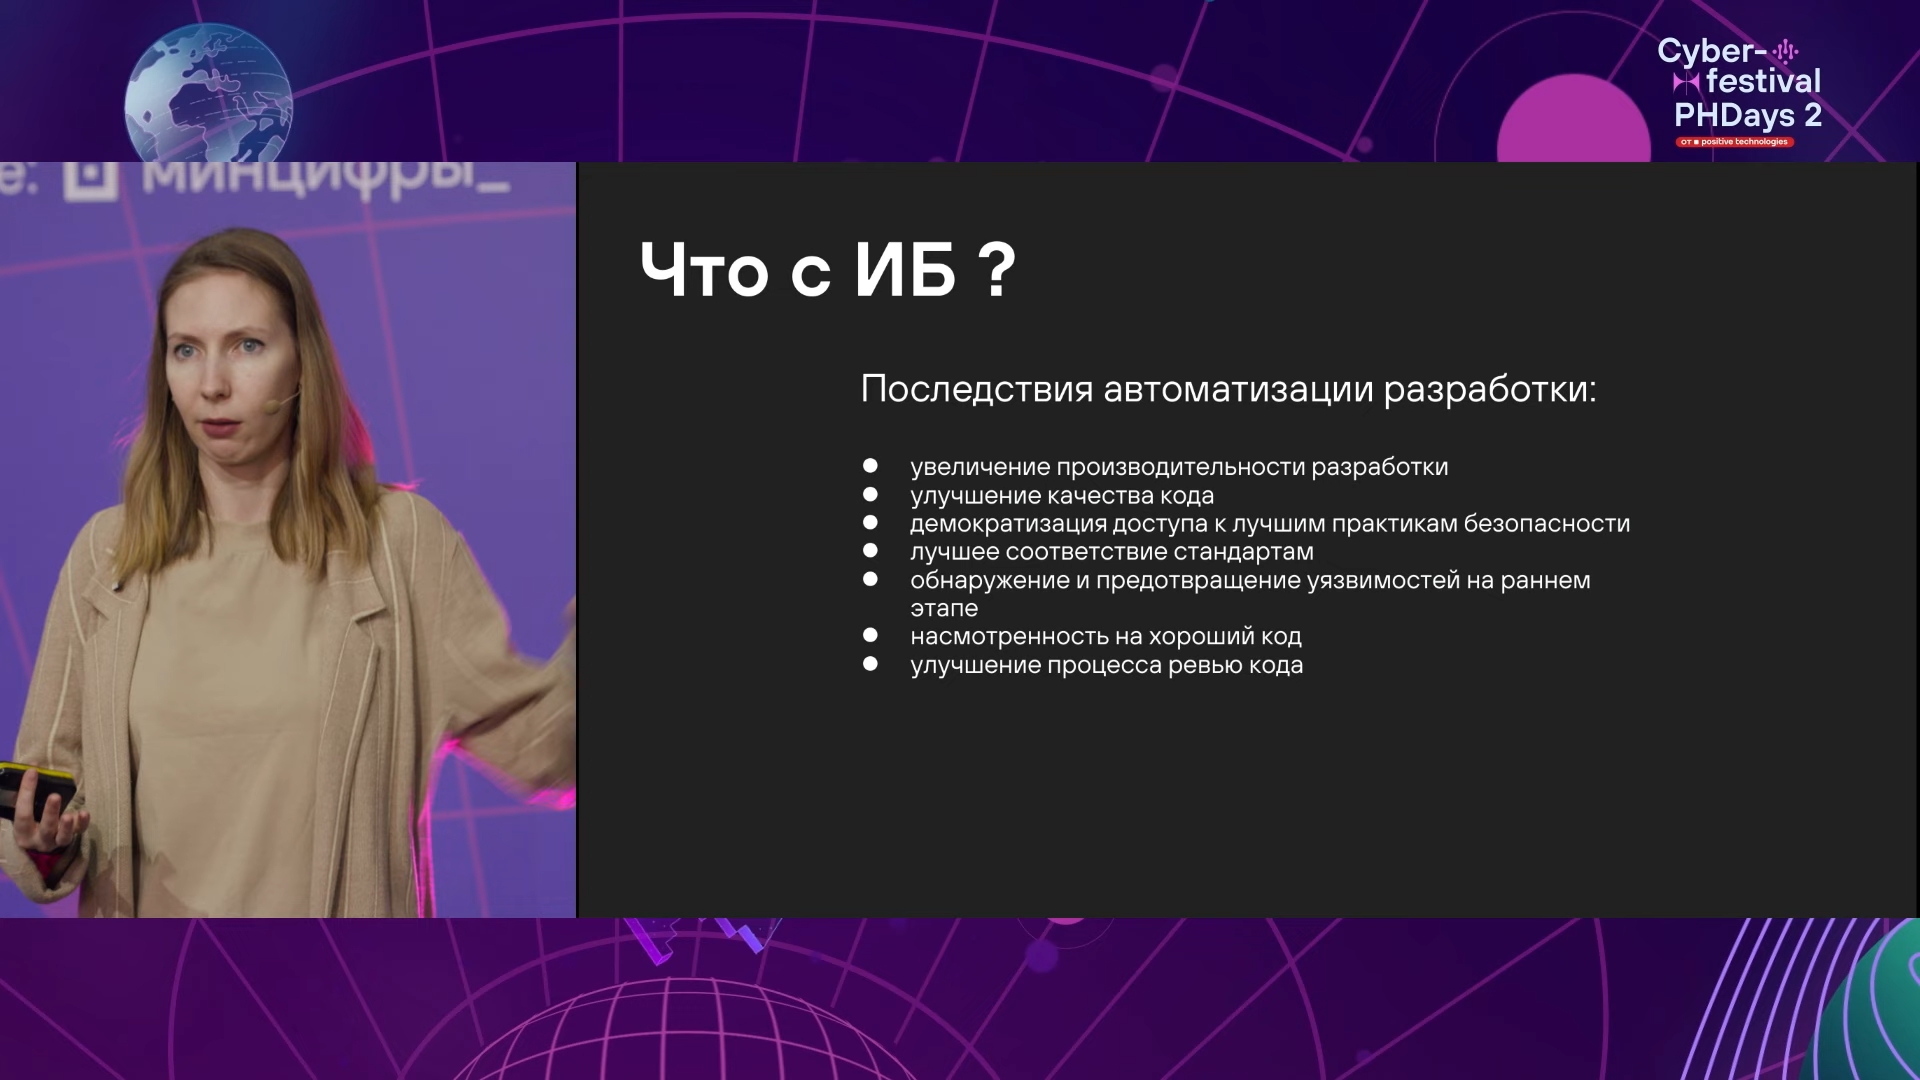 Cyber-
festival
PHDays 2
от positive technologies
е: минцифры_
Что с ИБ ?
Последствия автоматизации разработки:
● увеличение производительности разработки
● улучшение качества кода
● демократизация доступа к лучшим практикам безопасности
● лучшее соответствие стандартам
● обнаружение и предотвращение уязвимостей на раннем
этапе
● насмотренность на хороший код
● улучшение процесса ревью кода